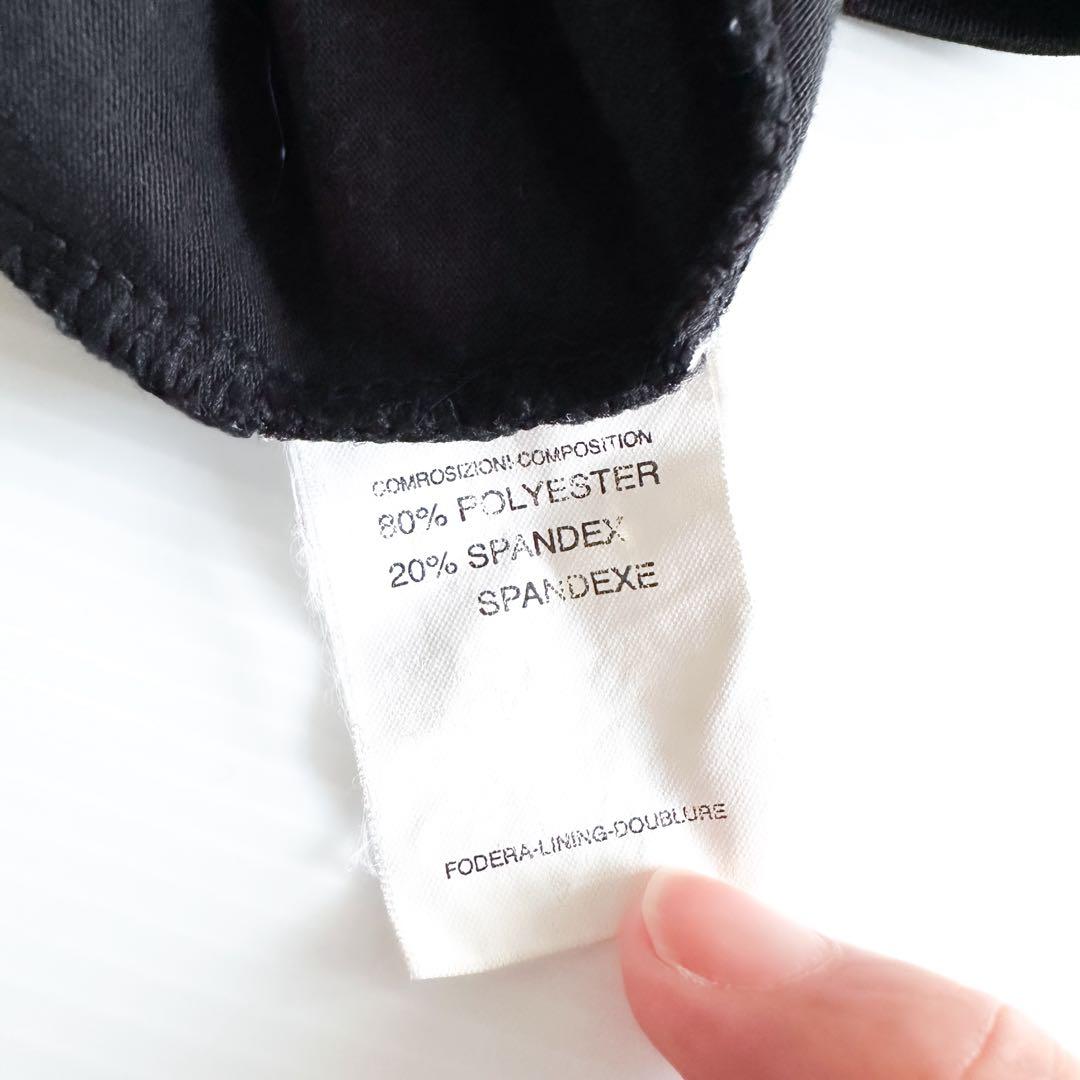 COMROSIZIONI-COMPOSITION
80% POLYESTER
20% SPANDEX
SPANDEXE
FODERA-LINING-DOUBLURE